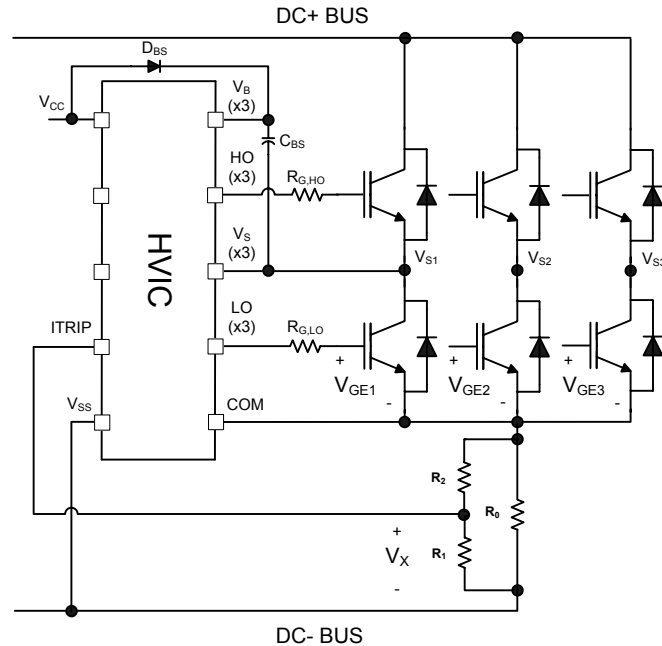 DC+ BUS
DBS
VCC
VB
(x3)
CBS
HO
(x3)
RG,HO
HVIC
VS
(x3)
VS1
VS2
VS3
LO
(x3)
RG,LO
ITRIP
+
VGE1
-
+
VGE2
-
+
VGE3
-
VSS
COM
R2
R0
+
VX
-
R1
DC- BUS